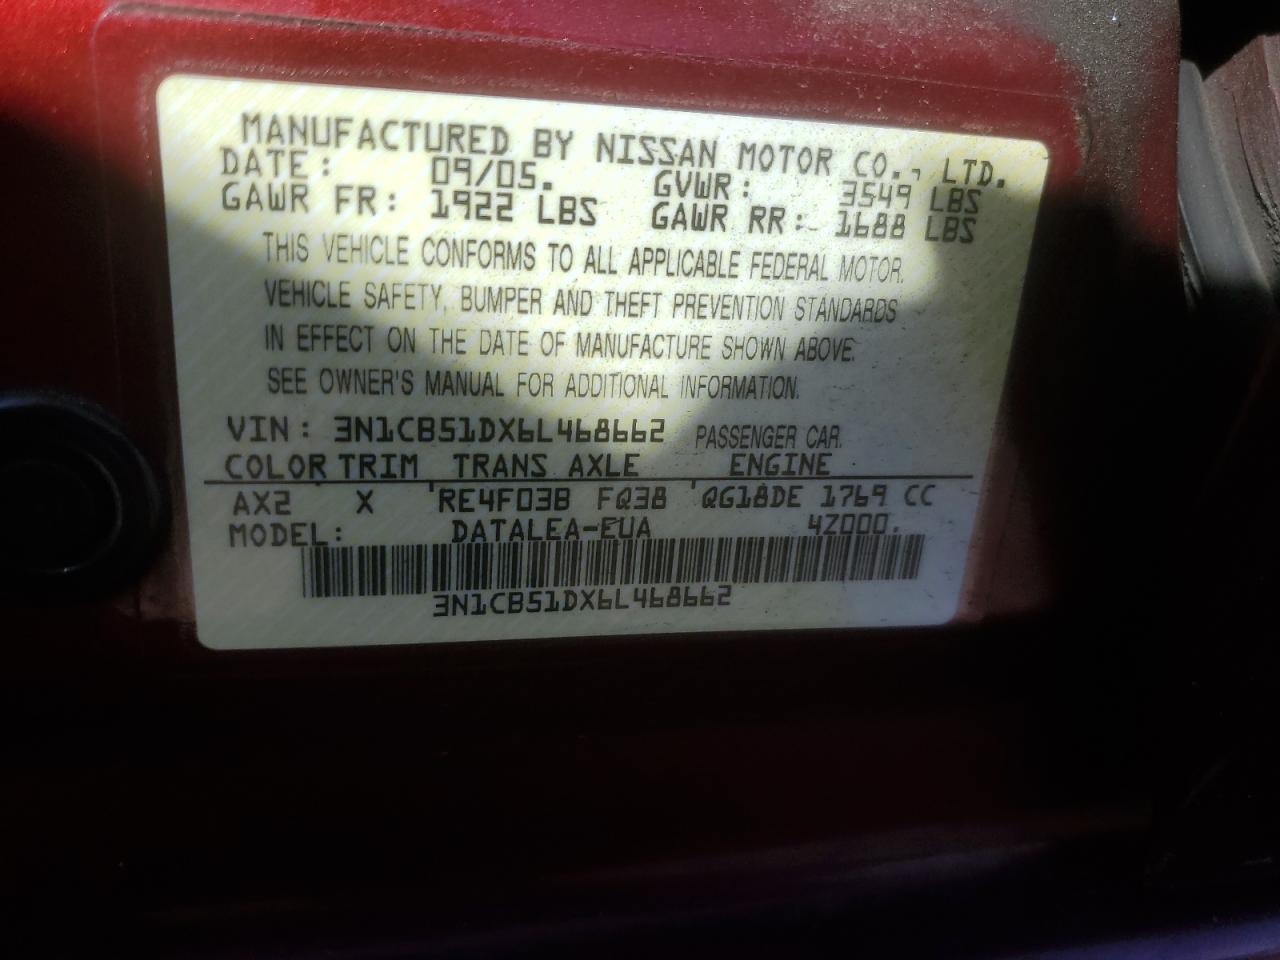 MANUFACTURED BY NISSAN MOTOR CO., LTD.
DATE: 09/05. GVWR: 3549 LBS
GAWR FR: 1922 LBS GAWR RR: 1688 LBS
THIS VEHICLE CONFORMS TO ALL APPLICABLE FEDERAL MOTOR
VEHICLE SAFETY, BUMPER AND THEFT PREVENTION STANDARDS
IN EFFECT ON THE DATE OF MANUFACTURE SHOWN ABOVE.
SEE OWNER'S MANUAL FOR ADDITIONAL INFORMATION.
VIN: 3N1CB51DX6L468662 PASSENGER CAR
COLOR TRIM TRANS AXLE ENGINE
AX2 X RE4F03B FQ38 QG18DE 1769 CC
MODEL: DATALEA-EUA 4Z000.
3N1CB51DX6L468662